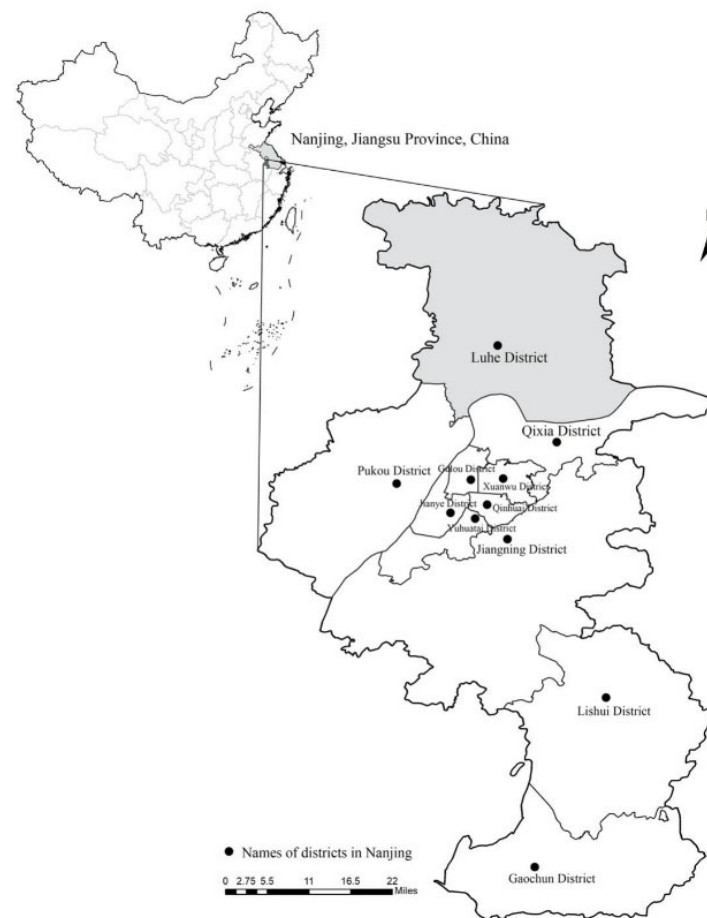 Nanjing, Jiangsu Province, China
Luhe District
Qixia District
Pukou District
Gulou District
Xuanwu District
Jianye District
Qinhuai District
Yuhuatai District
Jiangning District
Lishui District
Names of districts in Nanjing
Gaochun District
0 2.75 5.5 11 16.5 22
Miles